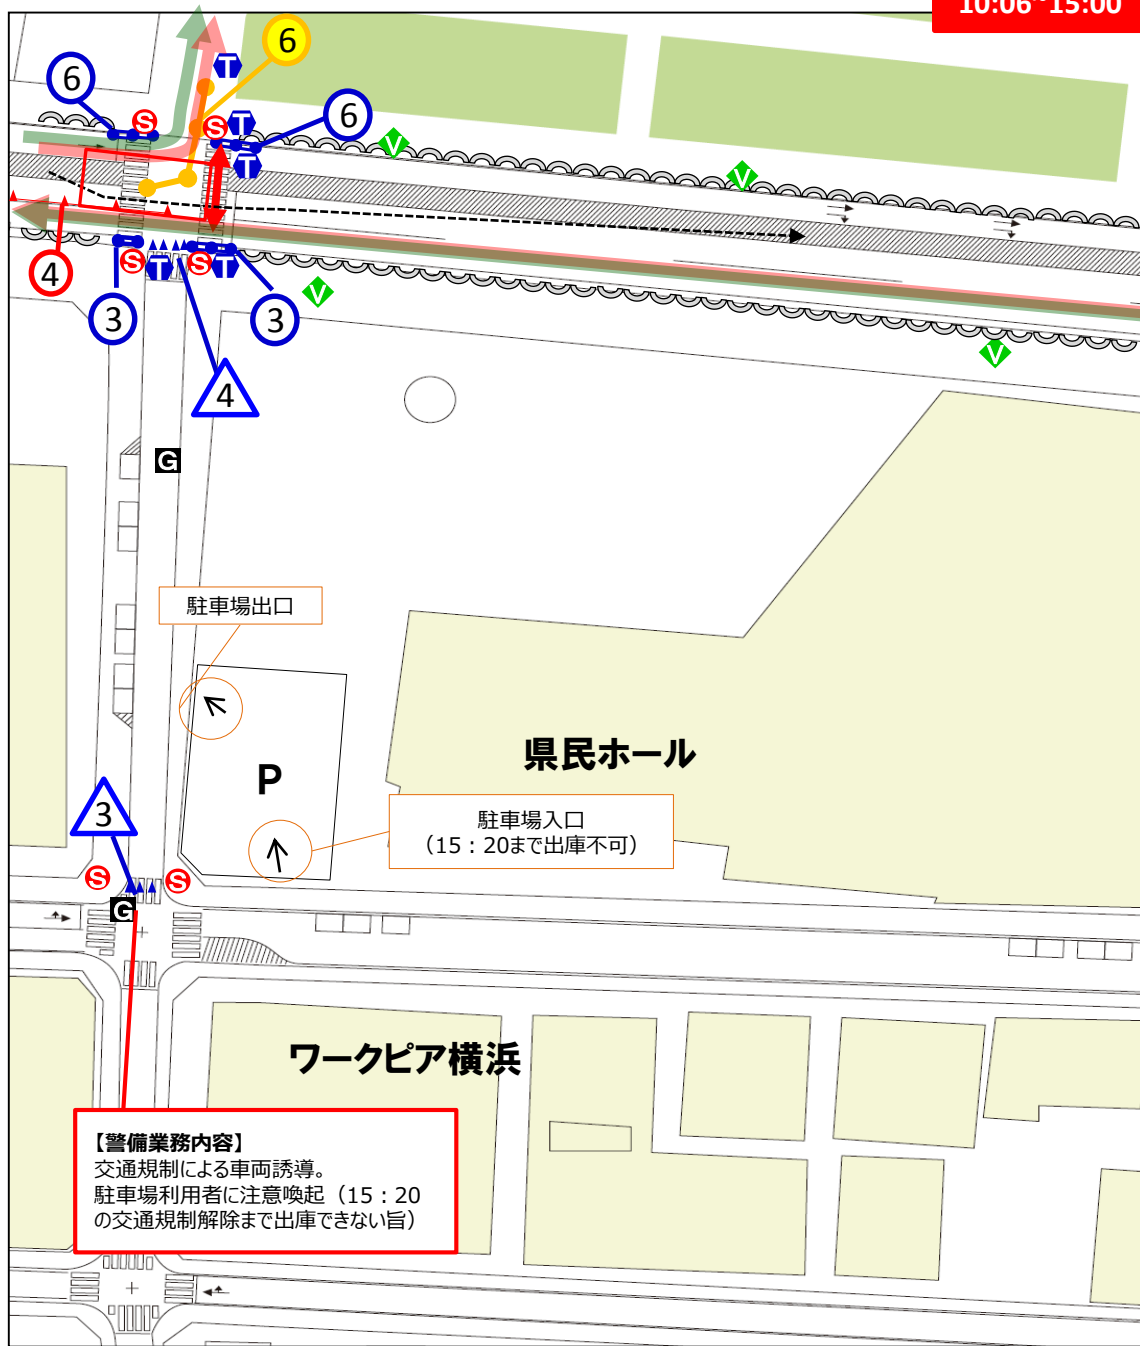 10:06~15:00
6
T
6
S
S
T
6
T
V
V
4
S
T
S
T
3
3
V
V
4
G
駐車場出口
P
県民ホール
3
駐車場入口
（15：20まで出庫不可）
S
S
G
ワークピア横浜
【警備業務内容】
交通規制による車両誘導。
駐車場利用者に注意喚起（15：20
の交通規制解除まで出庫できない旨）